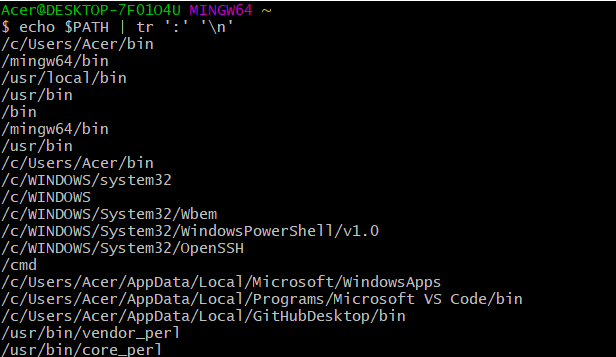 Acer@DESKTOP-7F01O4U MINGW64 ~
$ echo $PATH | tr ':' '\n'
/c/Users/Acer/bin
/mingw64/bin
/usr/local/bin
/usr/bin
/bin
/mingw64/bin
/usr/bin
/c/Users/Acer/bin
/c/WINDOWS/system32
/c/WINDOWS
/c/WINDOWS/System32/Wbem
/c/WINDOWS/System32/WindowsPowerShell/v1.0
/c/WINDOWS/System32/OpenSSH
/cmd
/c/Users/Acer/AppData/Local/Microsoft/WindowsApps
/c/Users/Acer/AppData/Local/Programs/Microsoft VS Code/bin
/c/Users/Acer/AppData/Local/GitHubDesktop/bin
/usr/bin/vendor_perl
/usr/bin/core_perl